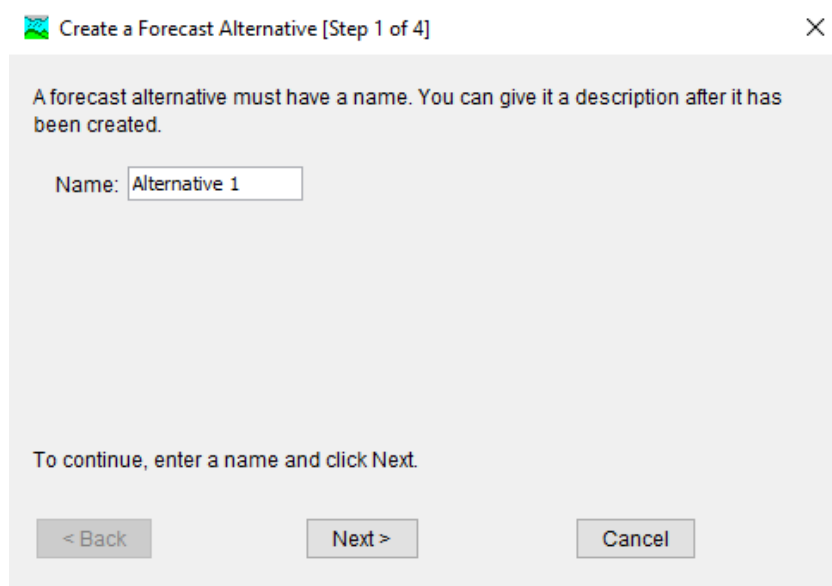 Create a Forecast Alternative [Step 1 of 4]
A forecast alternative must have a name. You can give it a description after it has
been created.
Name: Alternative 1
To continue, enter a name and click Next.
< Back Next > Cancel